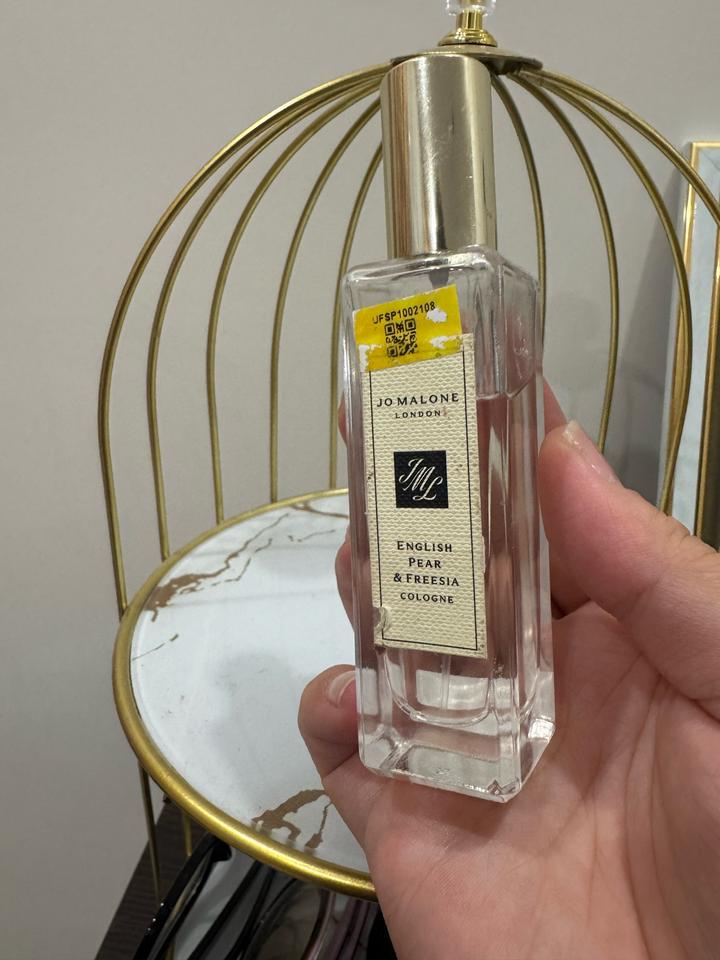 UFSP1002108
JO MALONE
LONDON
JML
ENGLISH
PEAR
& FREESIA
COLOGNE